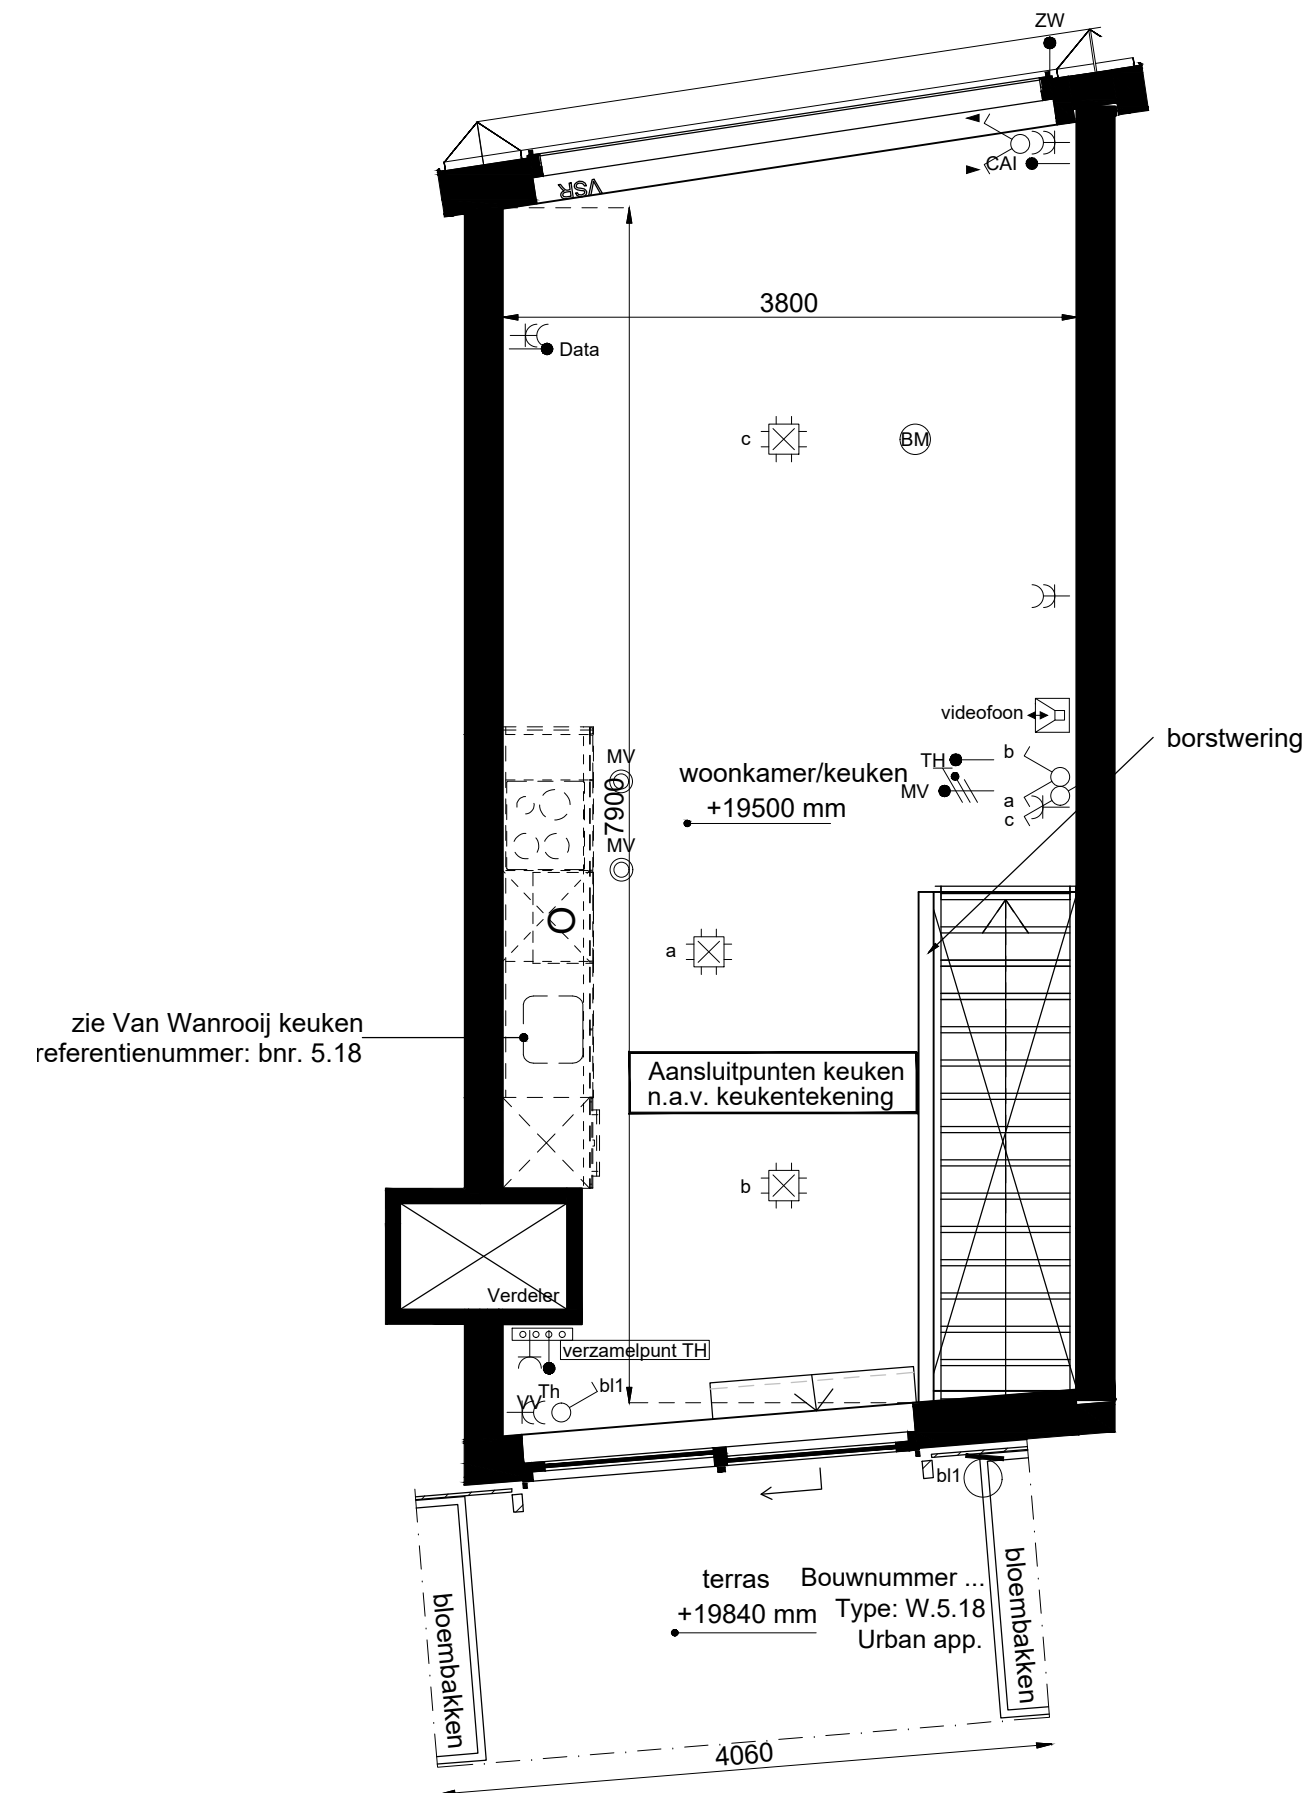 ZW
CAI
VSR
3800
Data
c
BM
videofoon
borstwering
MV
TH
b
woonkamer/keuken
MV
a
+19500 mm
7900
c
MV
O
a
zie Van Wanrooij keuken
referentienummer: bnr. 5.18
Aansluitpunten keuken
n.a.v. keukentekening
b
Verdeler
verzamelpunt TH
Th
bl1
VV
bl1
terras
+19840 mm
Bouwnummer ...
Type: W.5.18
Urban app.
bloembakken
bloembakken
4060